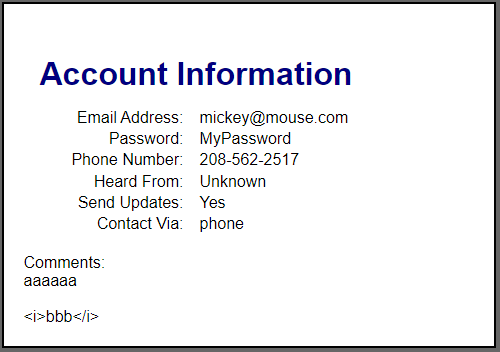 Account Information
Email Address: mickey@mouse.com
Password: MyPassword
Phone Number: 208-562-2517
Heard From: Unknown
Send Updates: Yes
Contact Via: phone
Comments:
aaaaaa
<i>bbb</i>